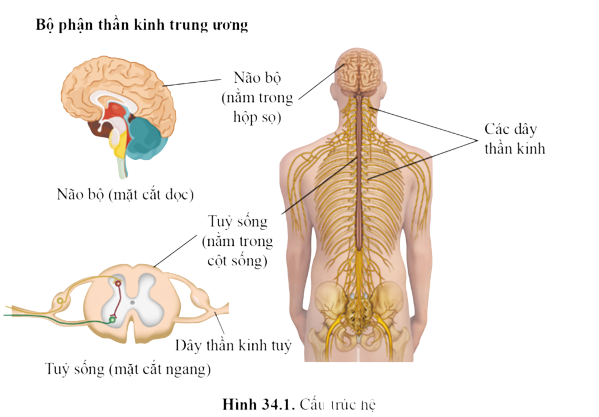 Bộ phận thần kinh trung ương
Não bộ
(nằm trong
hộp sọ)
Các dây
thần kinh
Não bộ (mặt cắt dọc)
Tuỷ sống
(nằm trong
cột sống)
Dây thần kinh tuỷ
Tuỷ sống (mặt cắt ngang)
Hình 34.1. Cấu trúc hệ